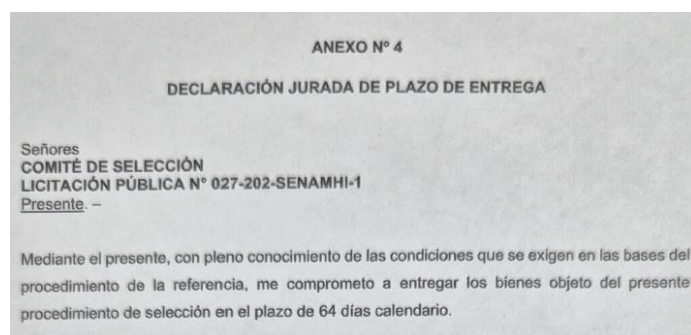 ANEXO Nº 4
DECLARACIÓN JURADA DE PLAZO DE ENTREGA
Señores
COMITÉ DE SELECCIÓN
LICITACIÓN PÚBLICA Nº 027-202-SENAMHI-1
Presente. –
Mediante el presente, con pleno conocimiento de las condiciones que se exigen en las bases del
procedimiento de la referencia, me comprometo a entregar los bienes objeto del presente
procedimiento de selección en el plazo de 64 días calendario.